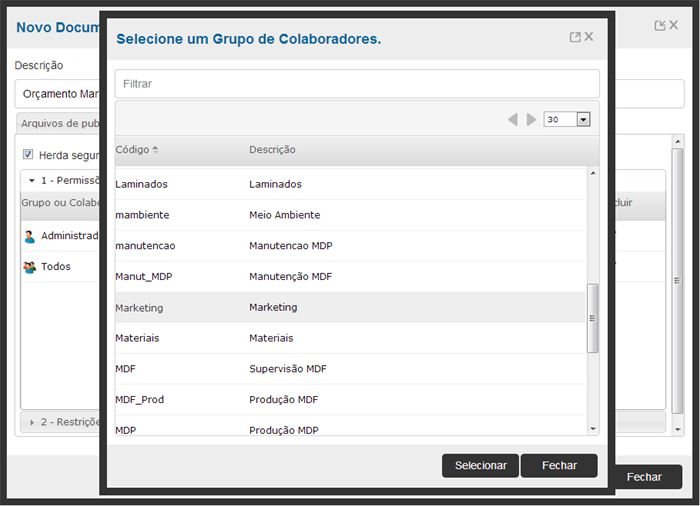 Novo Docum
Selecione um Grupo de Colaboradores.
Descrição
Filtrar
Orçamento Mar
Arquivos de pub
30
Código Descrição
Herda segur
1 - Permissõ
Grupo ou Colabo
Laminados Laminados
cluir
mambiente Meio Ambiente
Administrad
manutencao Manutencao MDP
Todos
Manut_MDP Manutenção MDF
Marketing Marketing
Materiais Materiais
MDF Supervisão MDF
MDF_Prod Produção MDF
2 - Restriçõe
MDP Produção MDP
Selecionar Fechar
Fechar